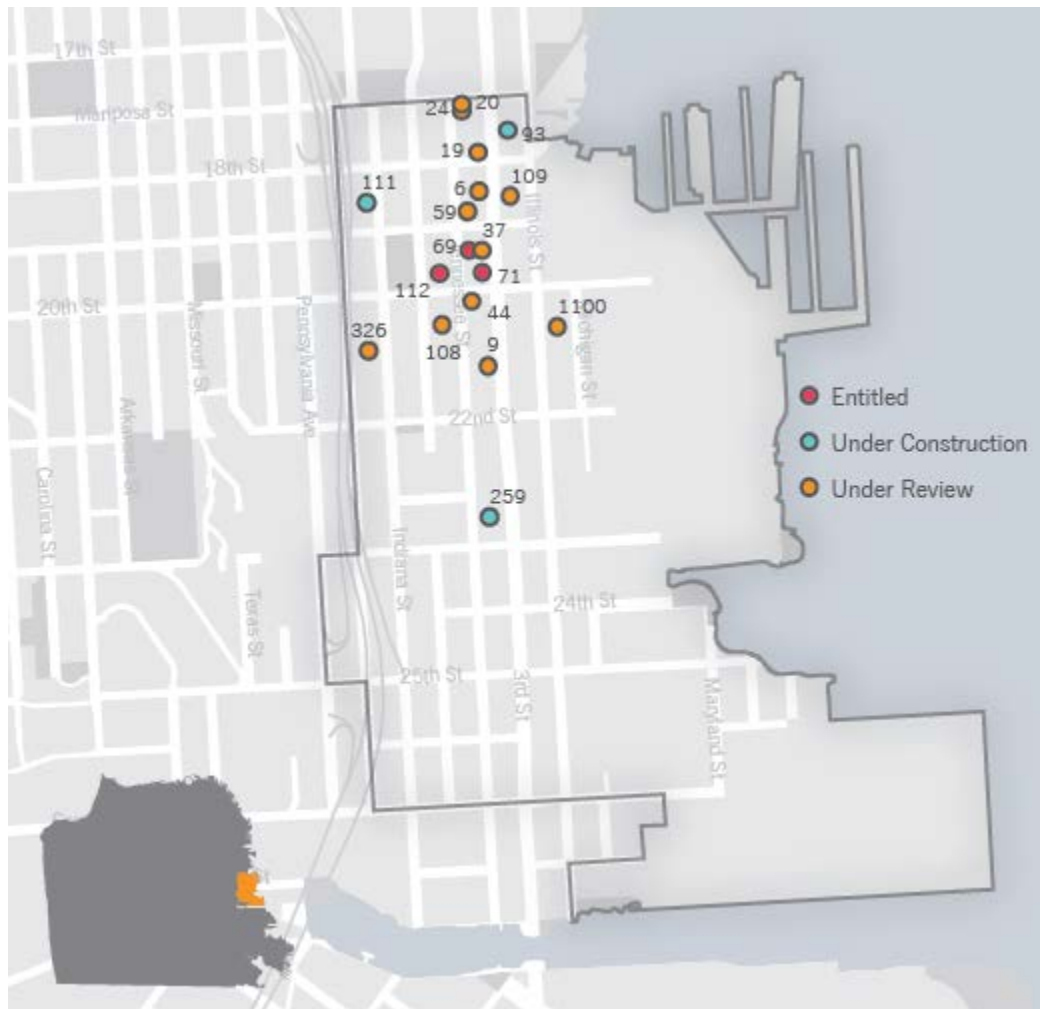 17th St
Mariposa St
24
20
93
19
18th St
111
6
109
59
Illinois St
69
37
112
71
20th St
44
1100
326
108
9
Missouri St
Pennsylvania Ave
22nd St
Entitled
Under Construction
Under Review
Arkansas St
Carolina St
259
Indiana St
24th St
Texas St
25th St
3rd St
Maryland St